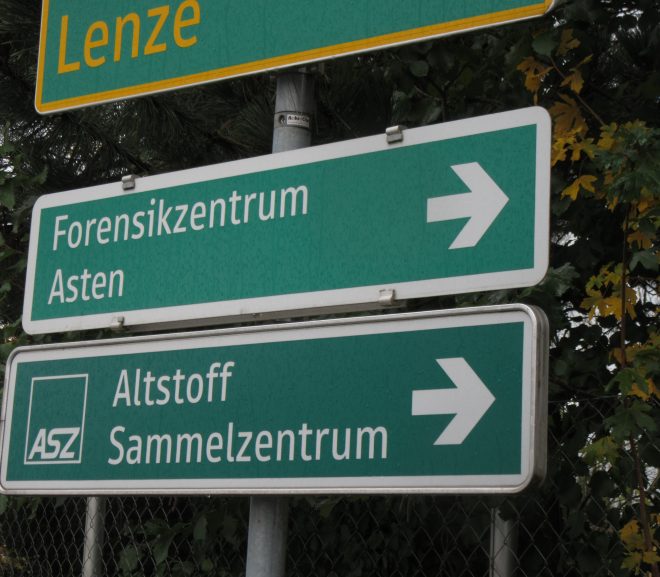 Lenze
Forensikzentrum
Asten
ASZ
Altstoff
Sammelzentrum